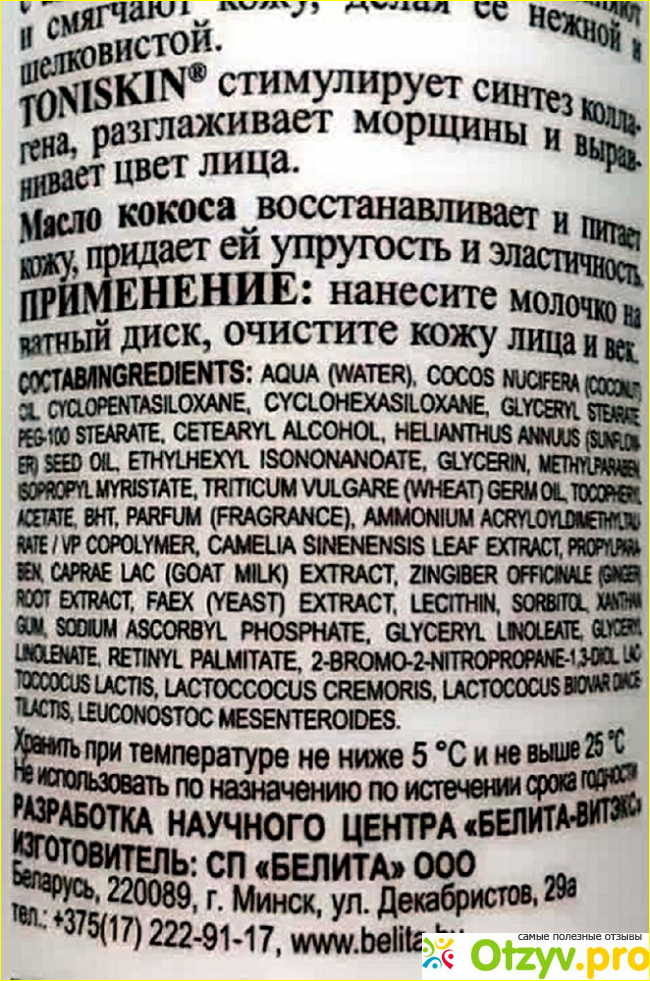 и смягчают кожу, делая её нежной и
шелковистой.
TONISKIN® стимулирует синтез колла-
гена, разглаживает морщины и вырав-
нивает цвет лица.
Масло кокоса восстанавливает и питает
кожу, придает ей упругость и эластичность.
ПРИМЕНЕНИЕ: нанесите молочко на
ватный диск, очистите кожу лица и век.
СОСТАВ/INGREDIENTS: AQUA (WATER), COCOS NUCIFERA (COCONUT)
OIL, CYCLOPENTASILOXANE, CYCLOHEXASILOXANE, GLYCERYL STEARATE,
PEG-100 STEARATE, CETEARYL ALCOHOL, HELIANTHUS ANNUUS (SUNFLOW-
ER) SEED OIL, ETHYLHEXYL ISONONANOATE, GLYCERIN, METHYLPARABEN,
ISOPROPYL MYRISTATE, TRITICUM VULGARE (WHEAT) GERM OIL, TOCOPHERYL
ACETATE, BHT, PARFUM (FRAGRANCE), AMMONIUM ACRYLOYLDIMETHYLTAU-
RATE / VP COPOLYMER, CAMELIA SINENENSIS LEAF EXTRACT, PROPYLPARA-
BEN, CAPRAE LAC (GOAT MILK) EXTRACT, ZINGIBER OFFICINALE (GINGER)
ROOT EXTRACT, FAEX (YEAST) EXTRACT, LECITHIN, SORBITOL, XANTHAN
GUM, SODIUM ASCORBYL PHOSPHATE, GLYCERYL LINOLEATE, GLYCERYL
LINOLENATE, RETINYL PALMITATE, 2-BROMO-2-NITROPROPANE-1,3-DIOL, LAC-
TOCOCCUS LACTIS, LACTOCCOCUS CREMORIS, LACTOCOCUS BIOVAR DIACE-
TILACTIS, LEUCONOSTOC MESENTEROIDES.
Хранить при температуре не ниже 5 °C и не выше 25 °C
Не использовать по назначению по истечении срока годности
РАЗРАБОТКА НАУЧНОГО ЦЕНТРА «БЕЛИТА-ВИТЭКС»
ИЗГОТОВИТЕЛЬ: СП «БЕЛИТА» ООО
Беларусь, 220089, г. Минск, ул. Декабристов, 29а
тел.: +375(17) 222-91-17, www.belita.by
самые полезные отзывы
Otzyv.pro